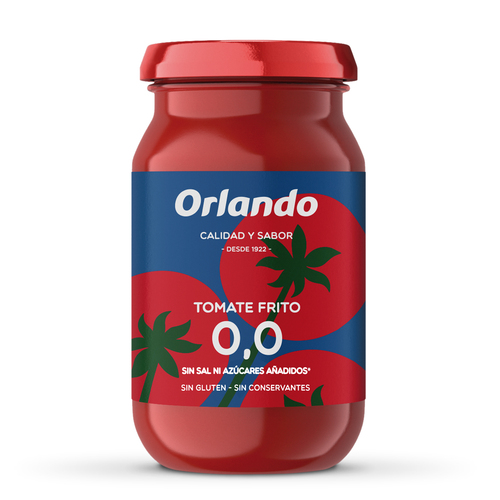 Orlando
CALIDAD Y SABOR
- DESDE 1922 -
TOMATE FRITO
0,0
SIN SAL NI AZÚCARES AÑADIDOS*
SIN GLUTEN - SIN CONSERVANTES